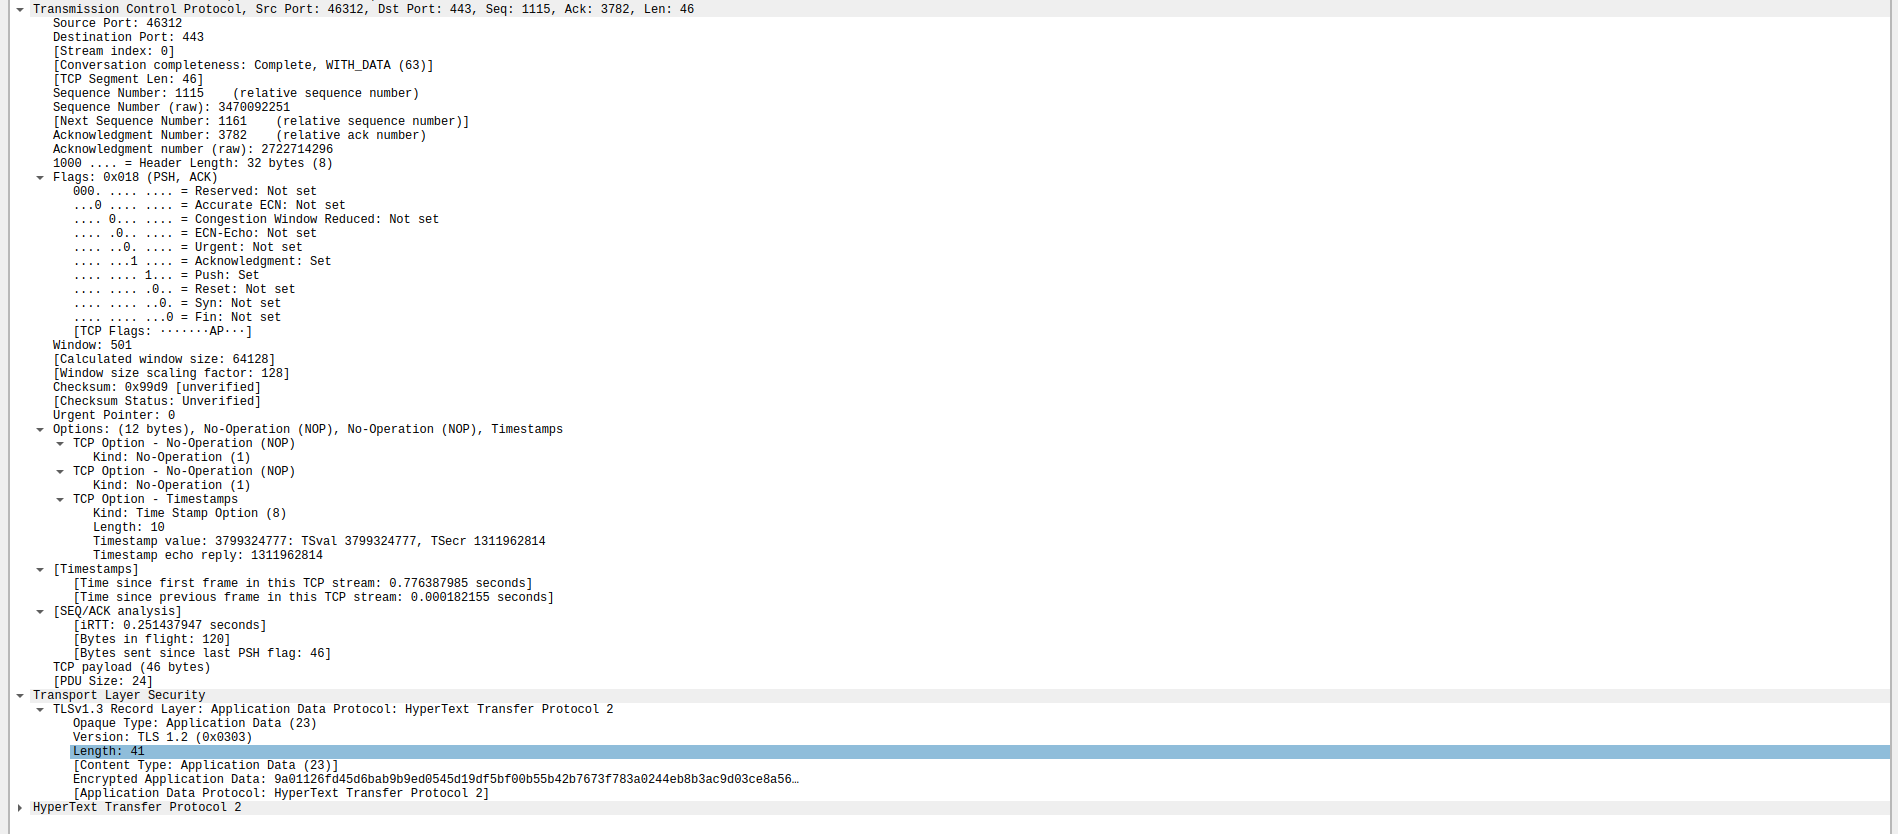 Transmission Control Protocol, Src Port: 46312, Dst Port: 443, Seq: 1115, Ack: 3782, Len: 46
Source Port: 46312
Destination Port: 443
[Stream index: 0]
[Conversation completeness: Complete, WITH_DATA (63)]
[TCP Segment Len: 46]
Sequence Number: 1115    (relative sequence number)
Sequence Number (raw): 3470092251
[Next Sequence Number: 1161    (relative sequence number)]
Acknowledgment Number: 3782    (relative ack number)
Acknowledgment number (raw): 2722714296
1000 .... = Header Length: 32 bytes (8)
Flags: 0x018 (PSH, ACK)
000. .... .... = Reserved: Not set
...0 .... .... = Accurate ECN: Not set
.... 0... .... = Congestion Window Reduced: Not set
.... .0.. .... = ECN-Echo: Not set
.... ..0. .... = Urgent: Not set
.... ...1 .... = Acknowledgment: Set
.... .... 1... = Push: Set
.... .... .0.. = Reset: Not set
.... .... ..0. = Syn: Not set
.... .... ...0 = Fin: Not set
[TCP Flags: ·······AP···]
Window: 501
[Calculated window size: 64128]
[Window size scaling factor: 128]
Checksum: 0x99d9 [unverified]
[Checksum Status: Unverified]
Urgent Pointer: 0
Options: (12 bytes), No-Operation (NOP), No-Operation (NOP), Timestamps
TCP Option - No-Operation (NOP)
Kind: No-Operation (1)
TCP Option - No-Operation (NOP)
Kind: No-Operation (1)
TCP Option - Timestamps
Kind: Time Stamp Option (8)
Length: 10
Timestamp value: 3799324777: TSval 3799324777, TSecr 1311962814
Timestamp echo reply: 1311962814
[Timestamps]
[Time since first frame in this TCP stream: 0.776387985 seconds]
[Time since previous frame in this TCP stream: 0.000182155 seconds]
[SEQ/ACK analysis]
[iRTT: 0.251437947 seconds]
[Bytes in flight: 120]
[Bytes sent since last PSH flag: 46]
TCP payload (46 bytes)
[PDU Size: 24]
Transport Layer Security
TLSv1.3 Record Layer: Application Data Protocol: HyperText Transfer Protocol 2
Opaque Type: Application Data (23)
Version: TLS 1.2 (0x0303)
Length: 41
[Content Type: Application Data (23)]
Encrypted Application Data: 9a01126fd45d6bab9b9ed0545d19df5bf00b55b42b7673f783a0244eb8b3ac9d03ce8a56…
[Application Data Protocol: HyperText Transfer Protocol 2]
HyperText Transfer Protocol 2